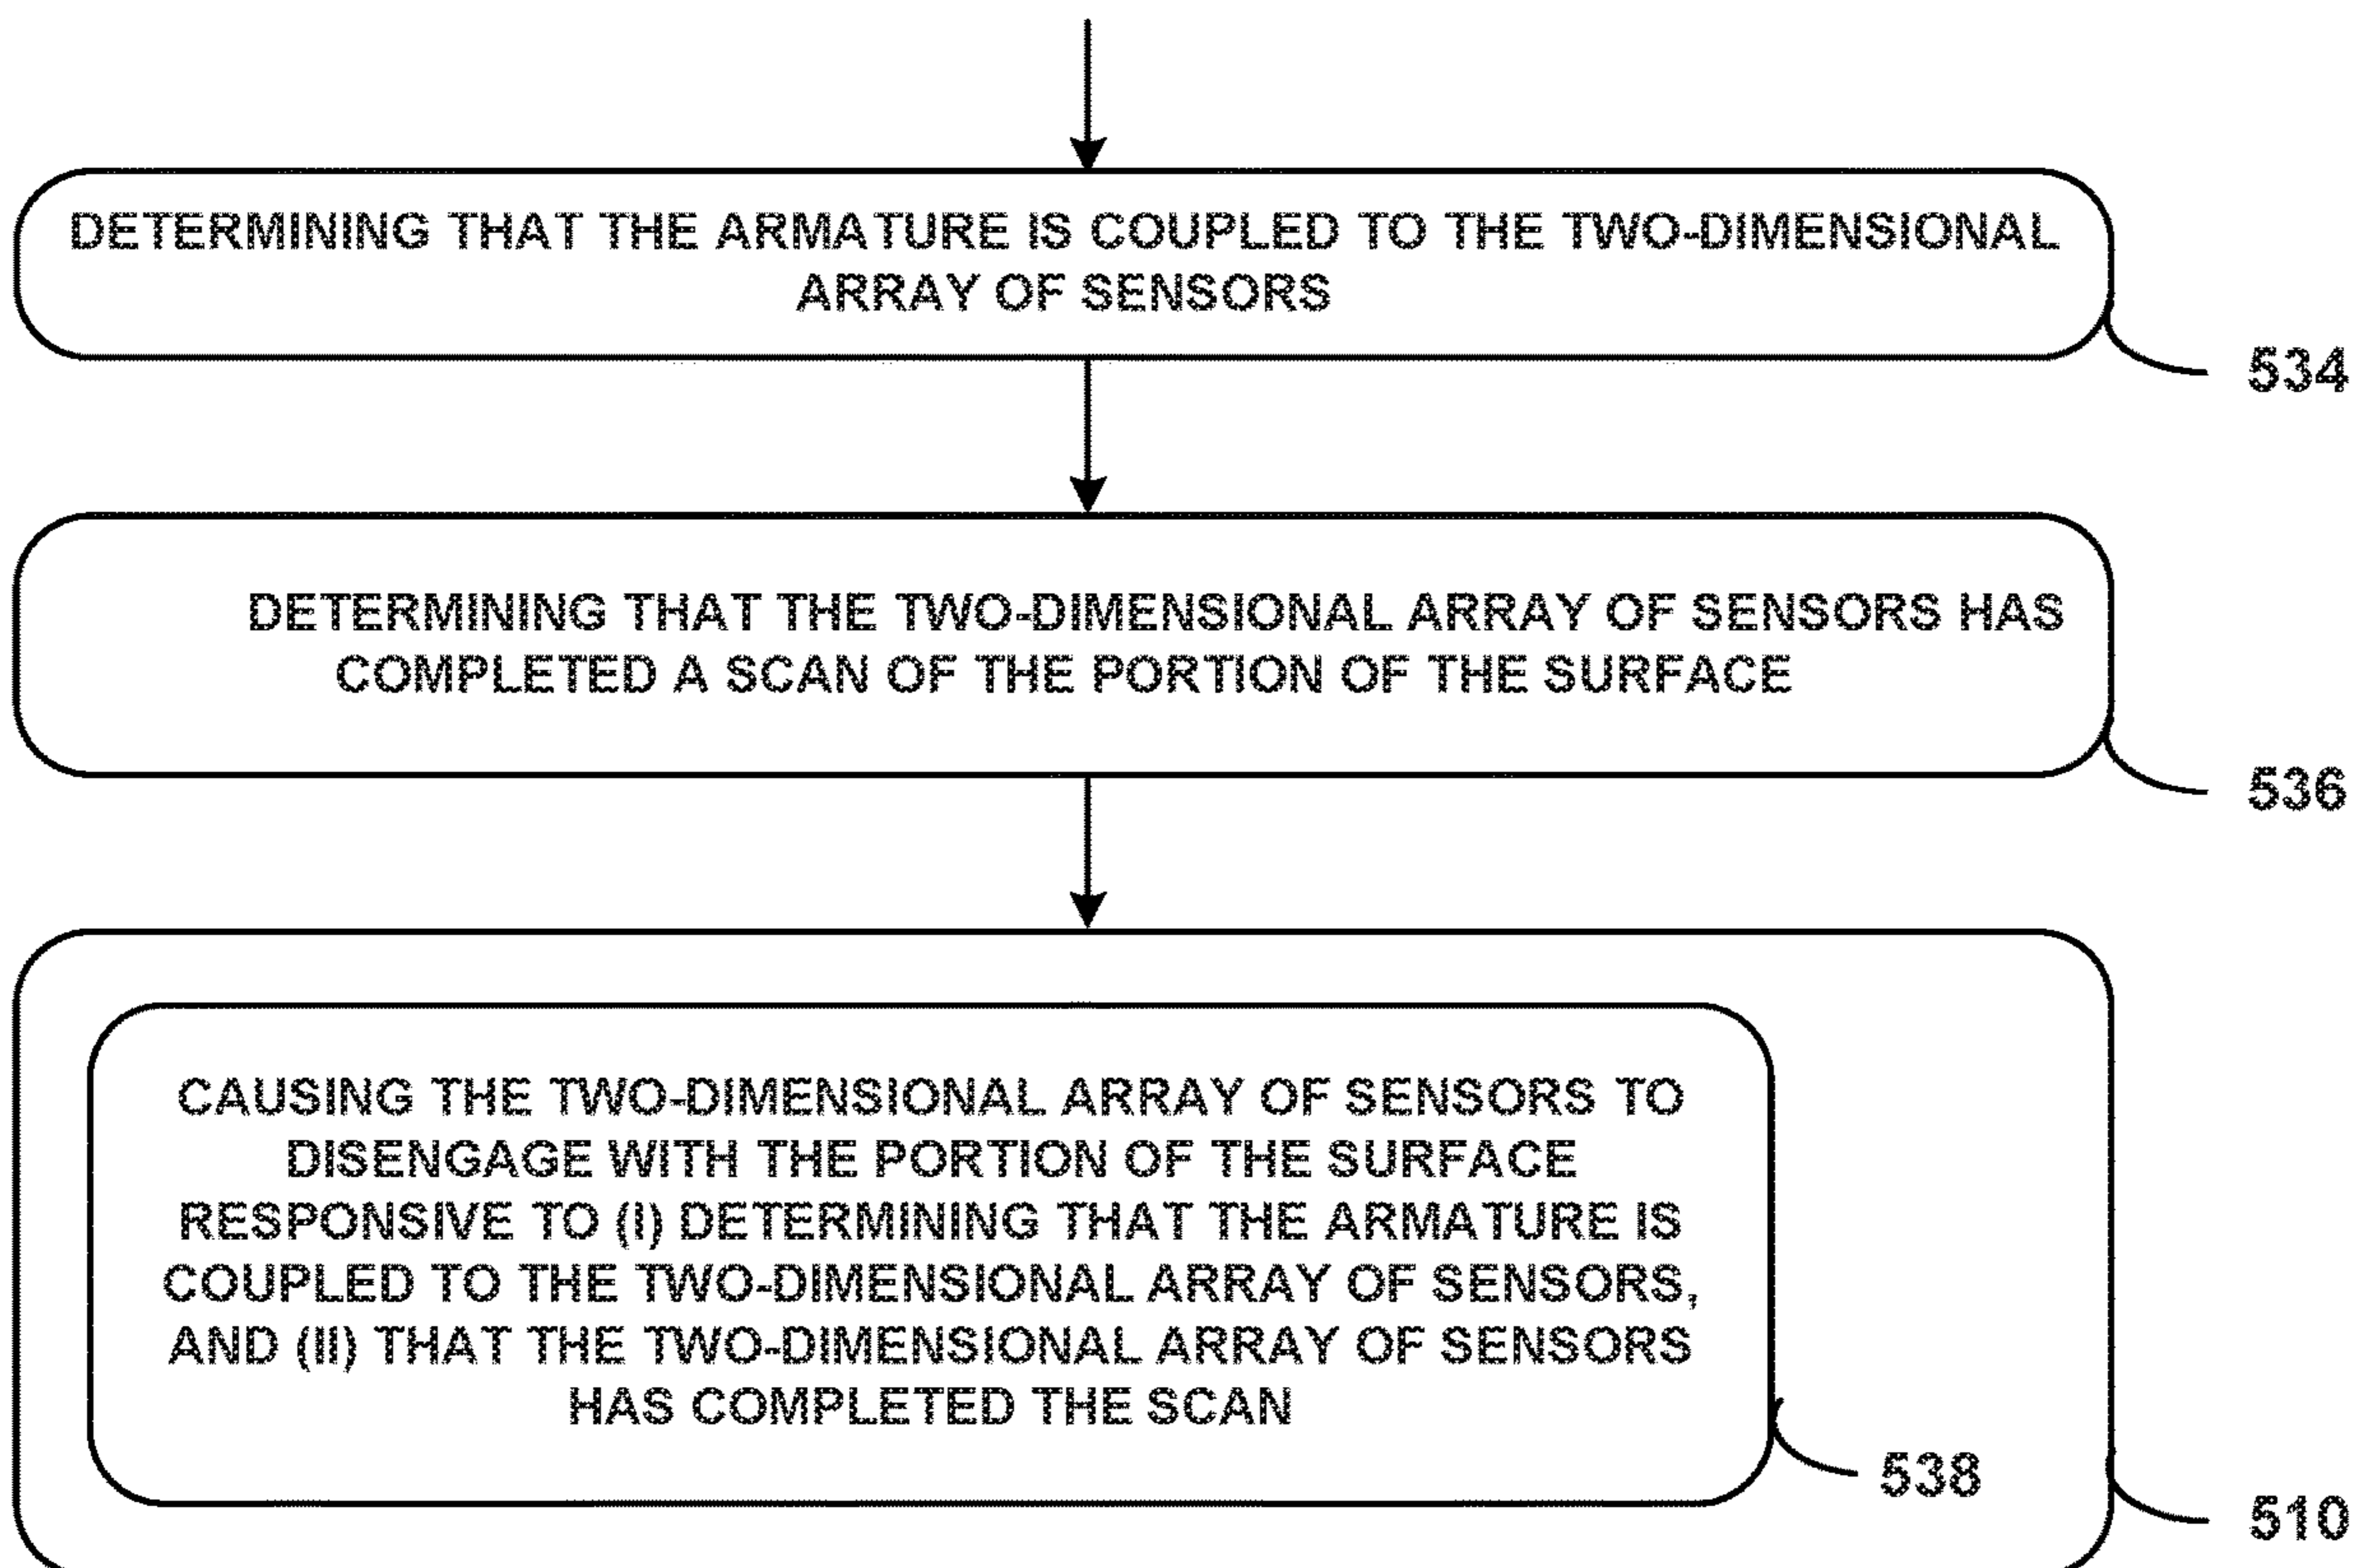 DETERMINING THAT THE ARMATURE IS COUPLED TO THE TWO-DIMENSIONAL
ARRAY OF SENSORS
534
DETERMINING THAT THE TWO-DIMENSIONAL ARRAY OF SENSORS HAS
COMPLETED A SCAN OF THE PORTION OF THE SURFACE
536
CAUSING THE TWO-DIMENSIONAL ARRAY OF SENSORS TO
DISENGAGE WITH THE PORTION OF THE SURFACE
RESPONSIVE TO (I) DETERMINING THAT THE ARMATURE IS
COUPLED TO THE TWO-DIMENSIONAL ARRAY OF SENSORS,
AND (II) THAT THE TWO-DIMENSIONAL ARRAY OF SENSORS
HAS COMPLETED THE SCAN
538
510